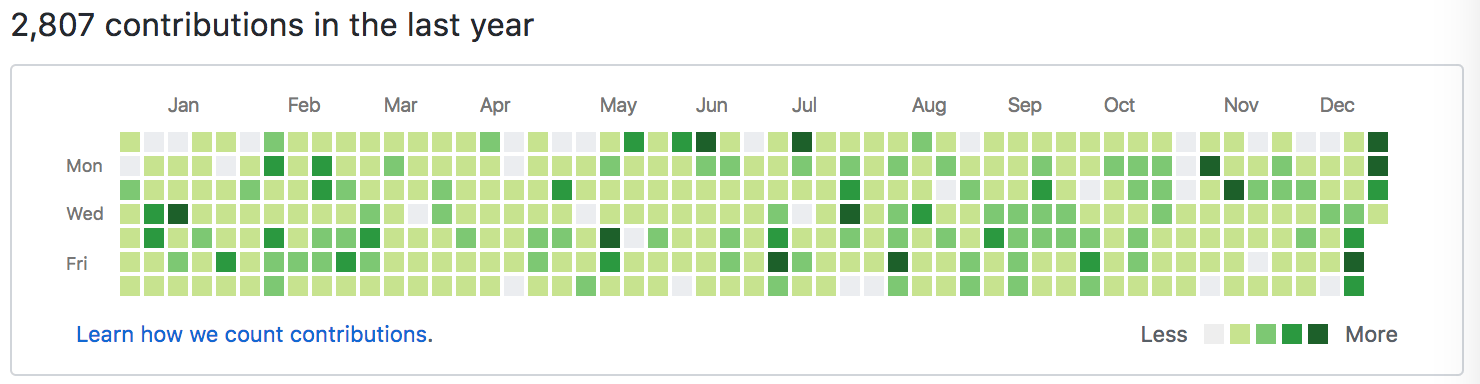 2,807 contributions in the last year
Jan Feb Mar Apr May Jun Jul Aug Sep Oct Nov Dec
Mon
Wed
Fri
Learn how we count contributions.
Less More